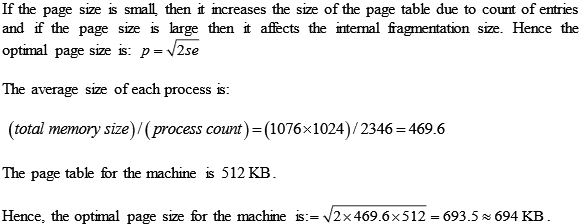 If the page size is small, then it increases the size of the page table due to count of entries
and if the page size is large then it affects the internal fragmentation size. Hence the
optimal page size is: p = √2se
The average size of each process is:
(total memory size)/(process count)=(1076×1024)/2346=469.6
The page table for the machine is 512 KB.
Hence, the optimal page size for the machine is:= √2×469.6×512 = 693.5 ≈ 694 KB.